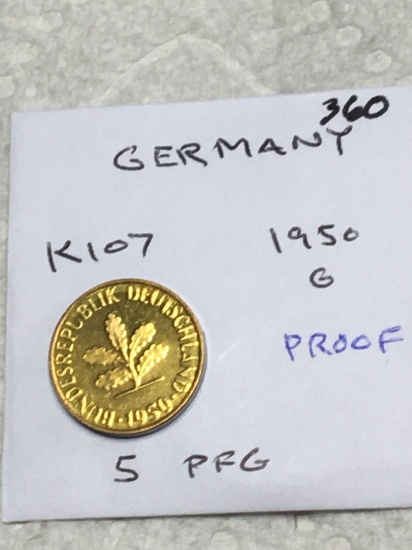 360
GERMANY
K107 1950
G
PROOF
BUNDESREPUBLIK DEUTSCHLAND
· 1950 ·
5 PFG